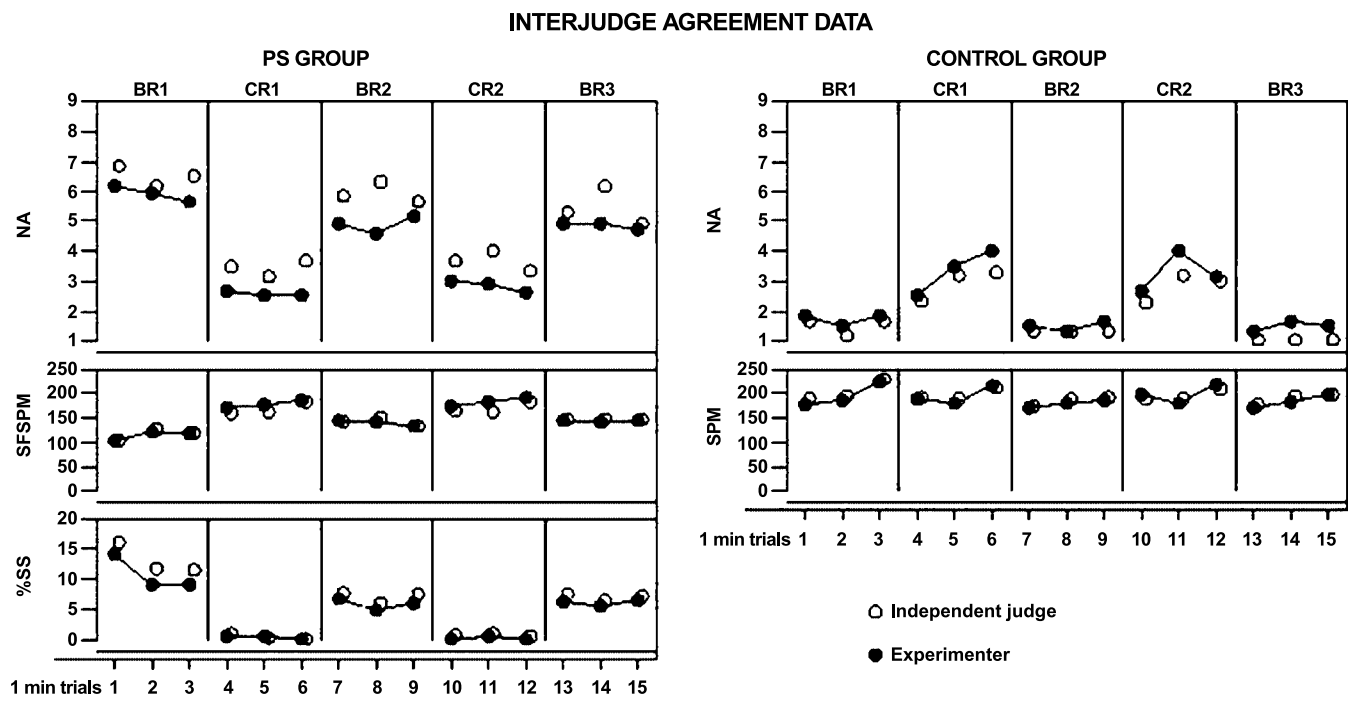 INTERJUDGE AGREEMENT DATA
PS GROUP
BR1 CR1 BR2 CR2 BR3
NA
9
8
7
6
5
4
3
2
1
SFSPM
250
200
150
100
50
0
%SS
20
15
10
5
0
1 min trials 1 2 3 4 5 6 7 8 9 10 11 12 13 14 15
CONTROL GROUP
BR1 CR1 BR2 CR2 BR3
NA
9
8
7
6
5
4
3
2
1
SPM
250
200
150
100
50
0
1 min trials 1 2 3 4 5 6 7 8 9 10 11 12 13 14 15
Independent judge
Experimenter